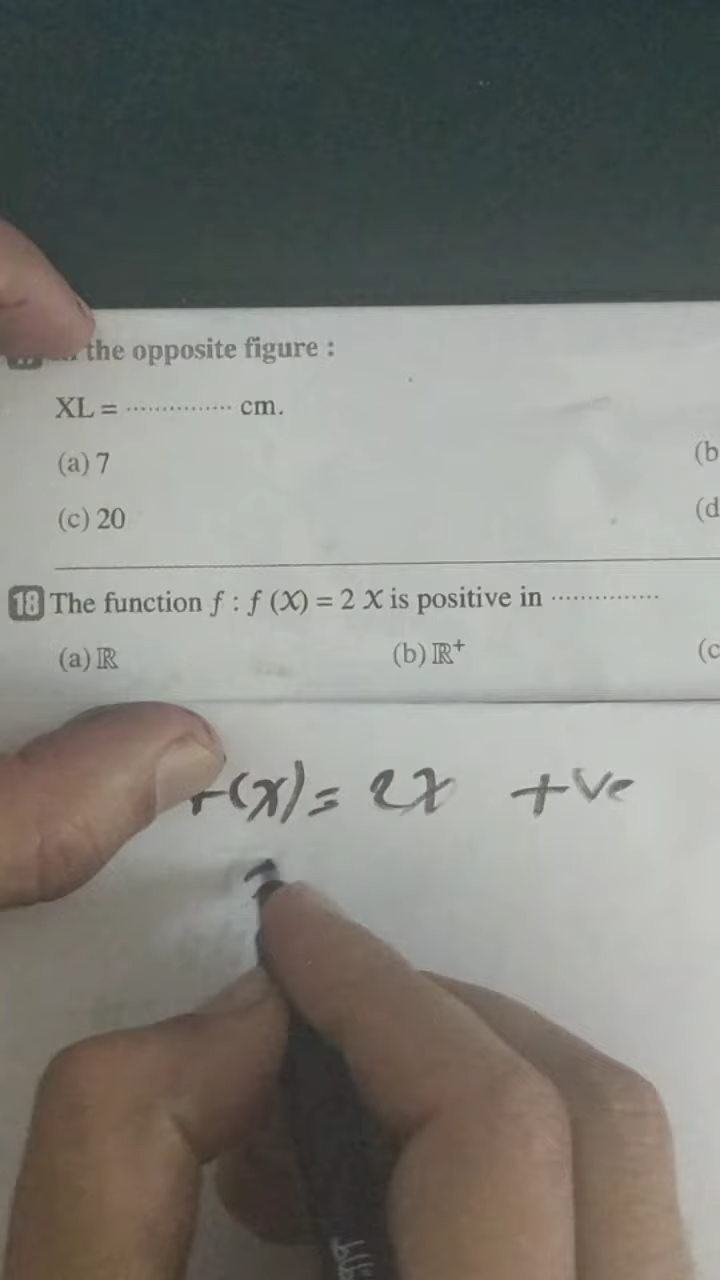 the opposite figure :
XL = ............... cm.
(a) 7
(b
(c) 20
(d
18 The function f : f (X) = 2 X is positive in ...............
(a) ℝ
(b) ℝ⁺
(c
f(x) = 2x +ve